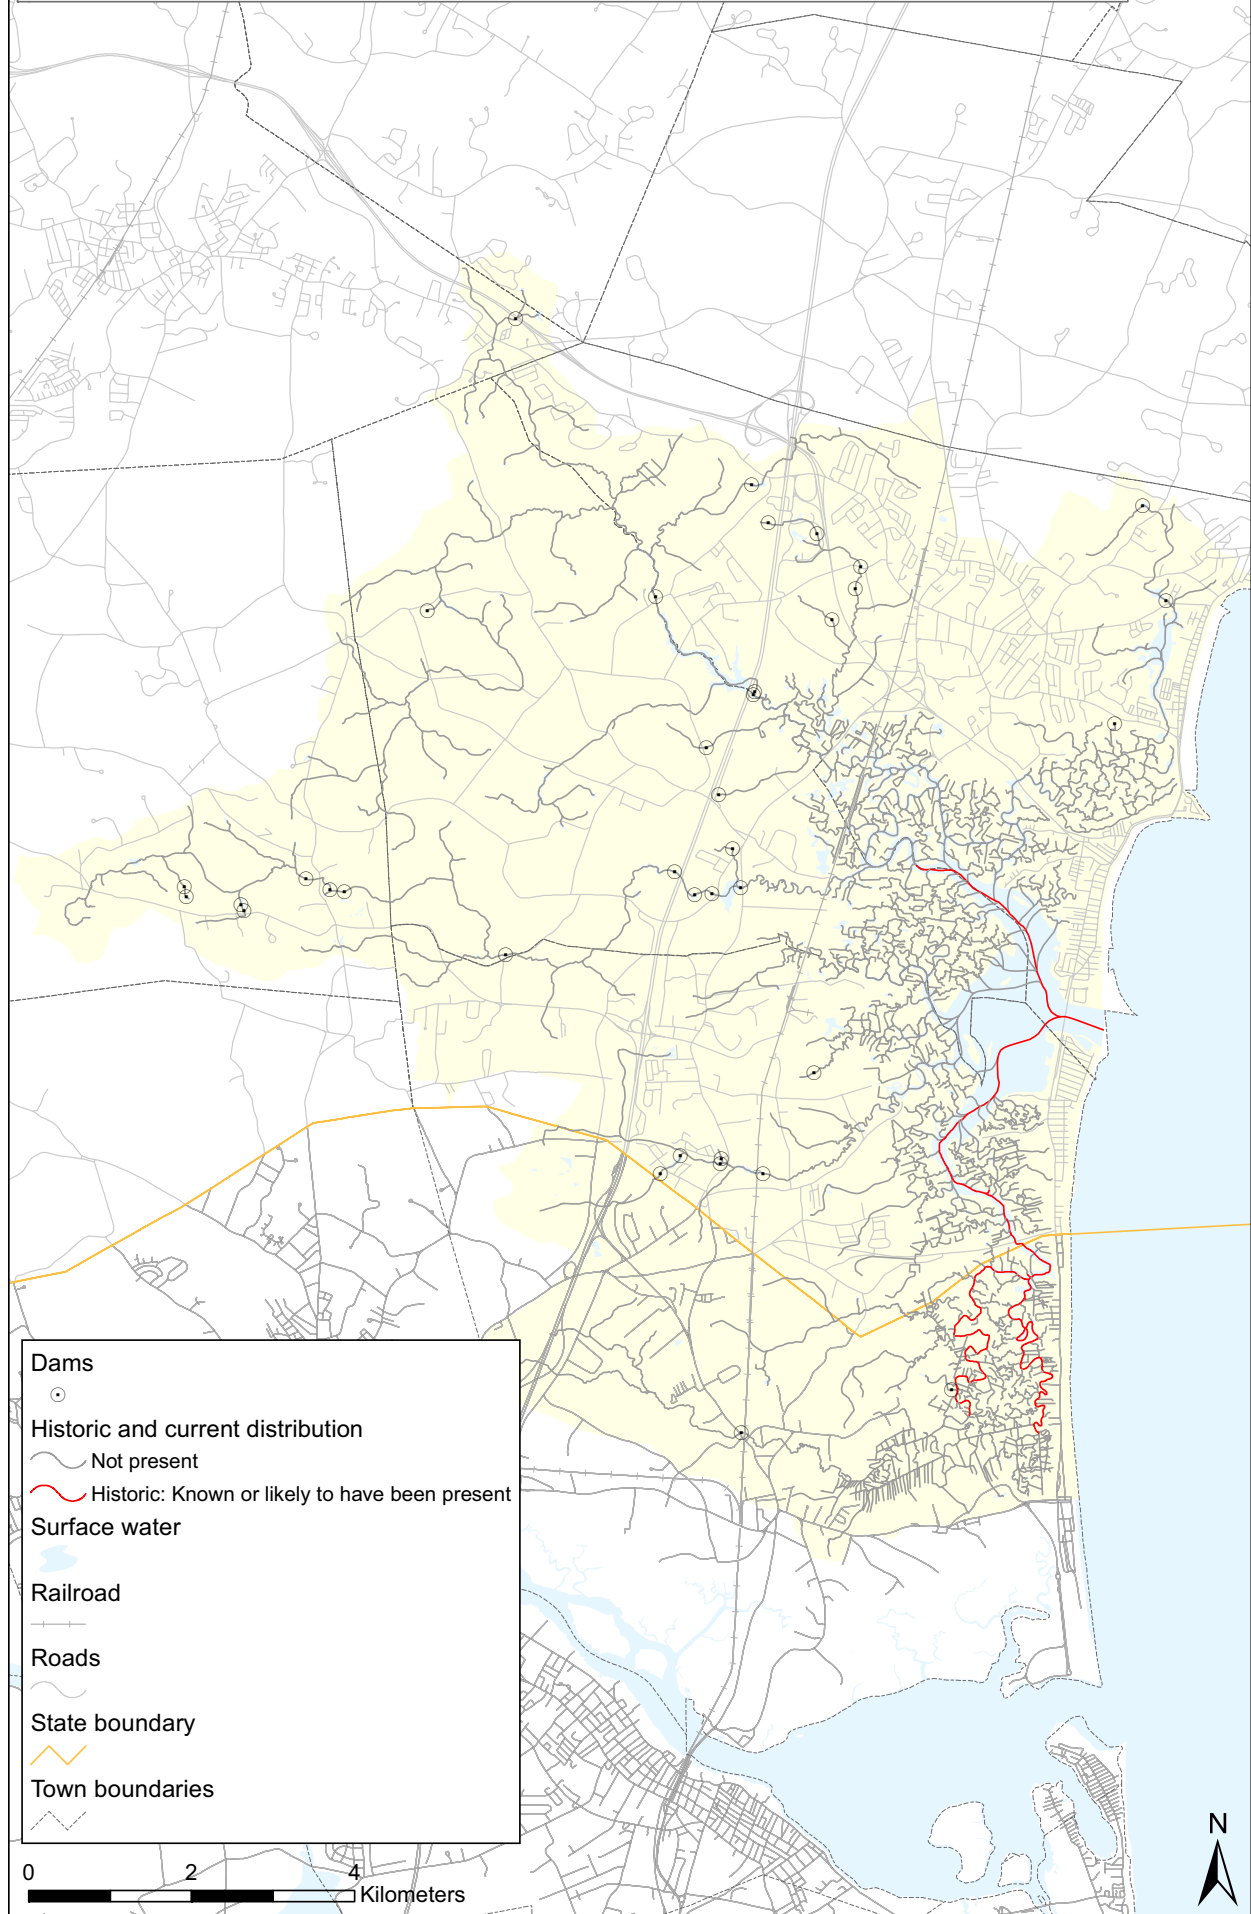 Dams
Historic and current distribution
Not present
Historic: Known or likely to have been present
Surface water
Railroad
Roads
State boundary
Town boundaries
0 2 4
Kilometers
N